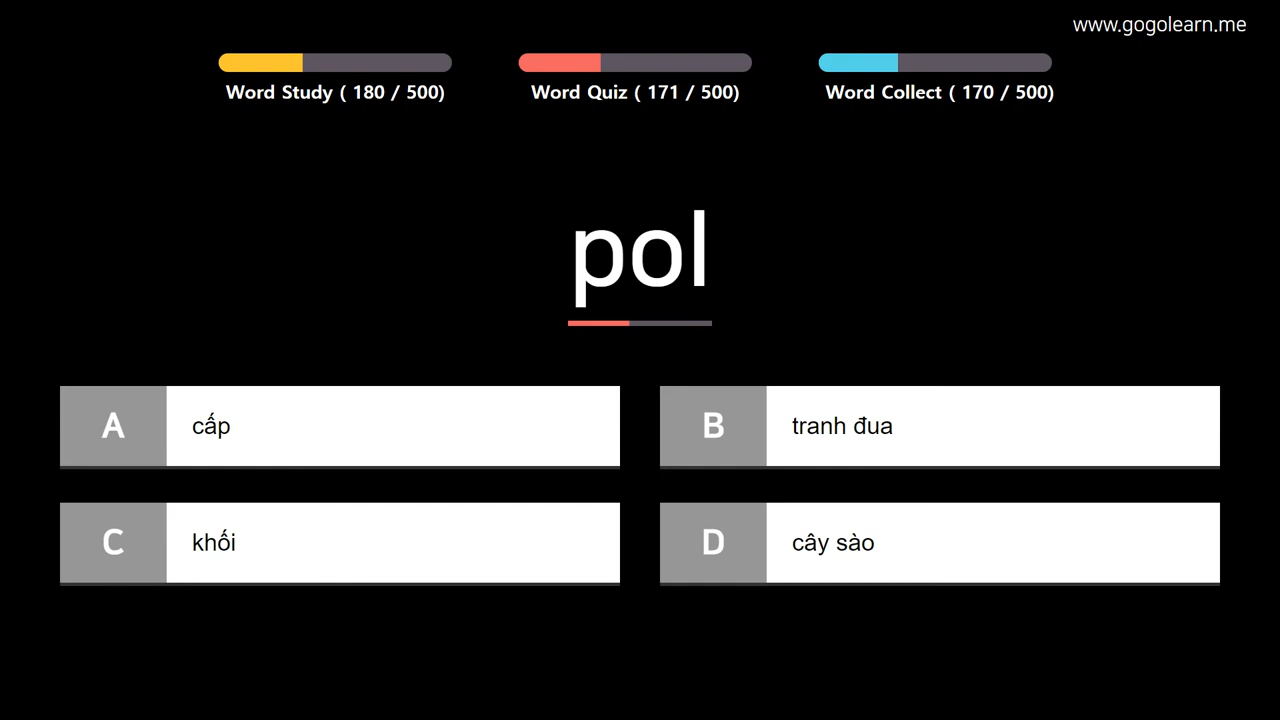 www.gogolearn.me
Word Study ( 180 / 500)
Word Quiz ( 171 / 500)
Word Collect ( 170 / 500)
pol
A cấp
B tranh đua
C khối
D cây sào